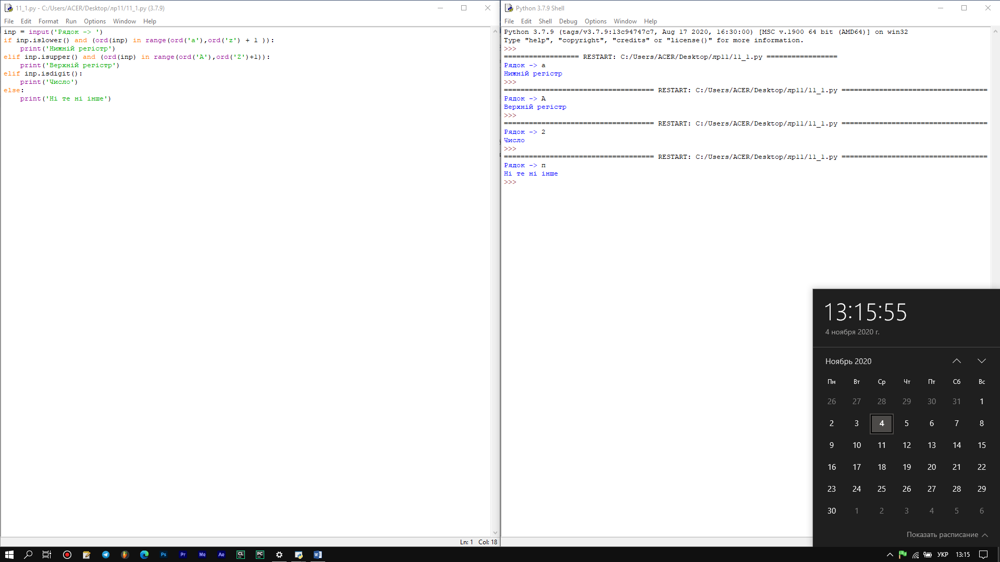 11_1.py - C:/Users/ACER/Desktop/лр11/11_1.py (3.7.9)
File Edit Format Run Options Window Help
inp = input('Рядок -> ')
if inp.islower() and (ord(inp) in range(ord('a'),ord('z') + 1 )):
    print('Нижній регістр')
elif inp.isupper() and (ord(inp) in range(ord('A'),ord('Z')+1)):
    print('Верхній регістр')
elif inp.isdigit():
    print('Число')
else:
    print('Ні те ні інше')
Ln: 1 Col: 18
Python 3.7.9 Shell
File Edit Shell Debug Options Window Help
Python 3.7.9 (tags/v3.7.9:13c94747c7, Aug 17 2020, 16:30:00) [MSC v.1900 64 bit (AMD64)] on win32
Type "help", "copyright", "credits" or "license()" for more information.
>>>
================== RESTART: C:/Users/ACER/Desktop/лр11/11_1.py =================
Рядок -> a
Нижній регістр
>>>
==================================== RESTART: C:/Users/ACER/Desktop/лр11/11_1.py ===================================
Рядок -> A
Верхній регістр
>>>
==================================== RESTART: C:/Users/ACER/Desktop/лр11/11_1.py ===================================
Рядок -> 2
Число
>>>
==================================== RESTART: C:/Users/ACER/Desktop/лр11/11_1.py ===================================
Рядок -> п
Ні те ні інше
>>>
13:15:55
4 ноября 2020 г.
Ноябрь 2020
Пн Вт Ср Чт Пт Сб Вс
26 27 28 29 30 31 1
2 3 4 5 6 7 8
9 10 11 12 13 14 15
16 17 18 19 20 21 22
23 24 25 26 27 28 29
30 1 2 3 4 5 6
Показать расписание
Ps Pr Me Ae CL PC W
УКР 13:15